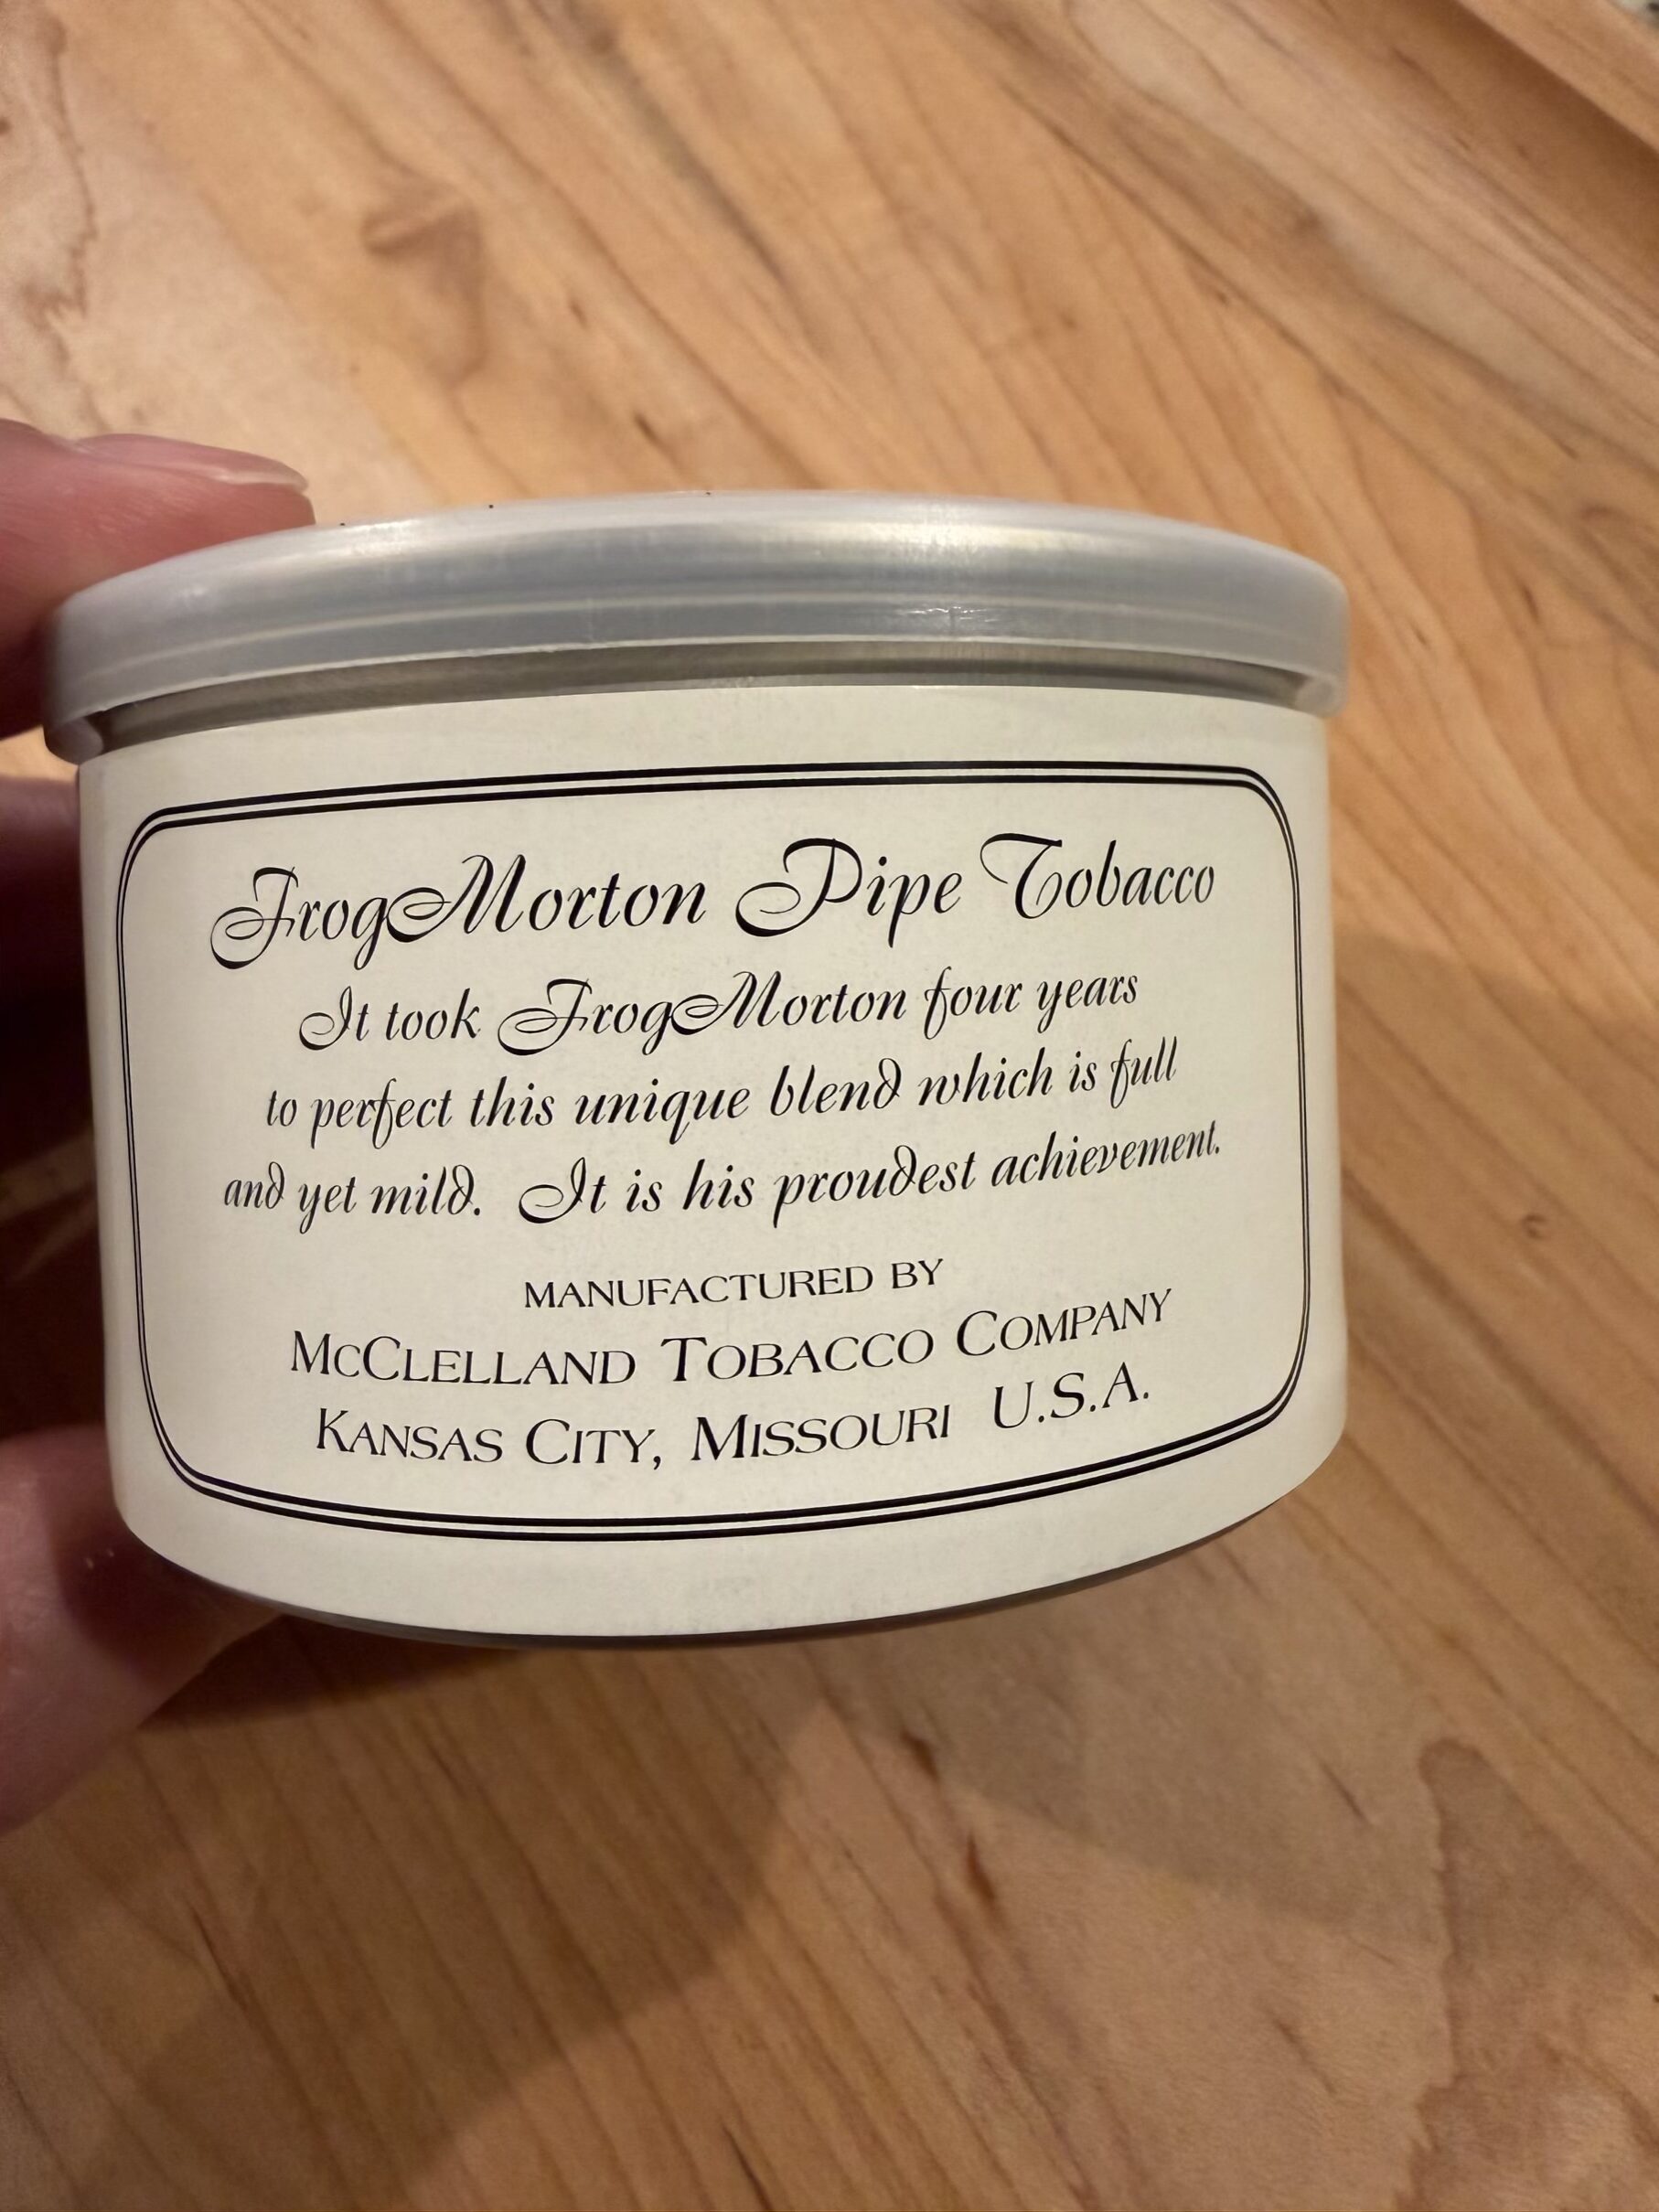 FrogMorton Pipe Tobacco
It took FrogMorton four years
to perfect this unique blend which is full
and yet mild. It is his proudest achievement.
MANUFACTURED BY
MCCLELLAND TOBACCO COMPANY
KANSAS CITY, MISSOURI U.S.A.